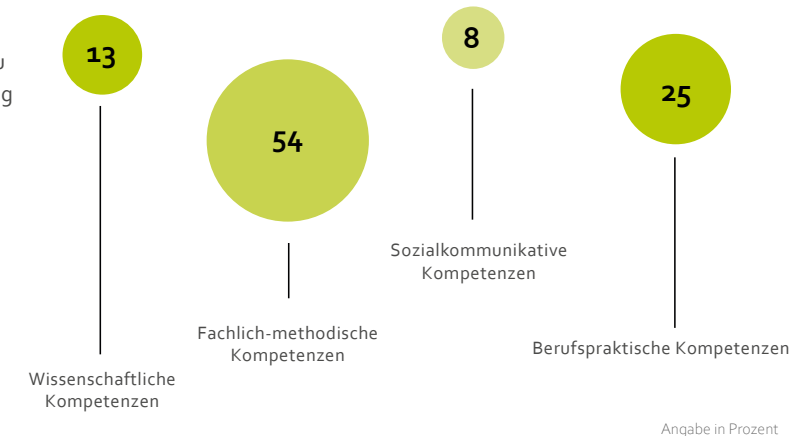 13
54
8
25
Sozialkommunikative
Kompetenzen
Fachlich-methodische
Kompetenzen
Berufspraktische Kompetenzen
Wissenschaftliche
Kompetenzen
Angabe in Prozent